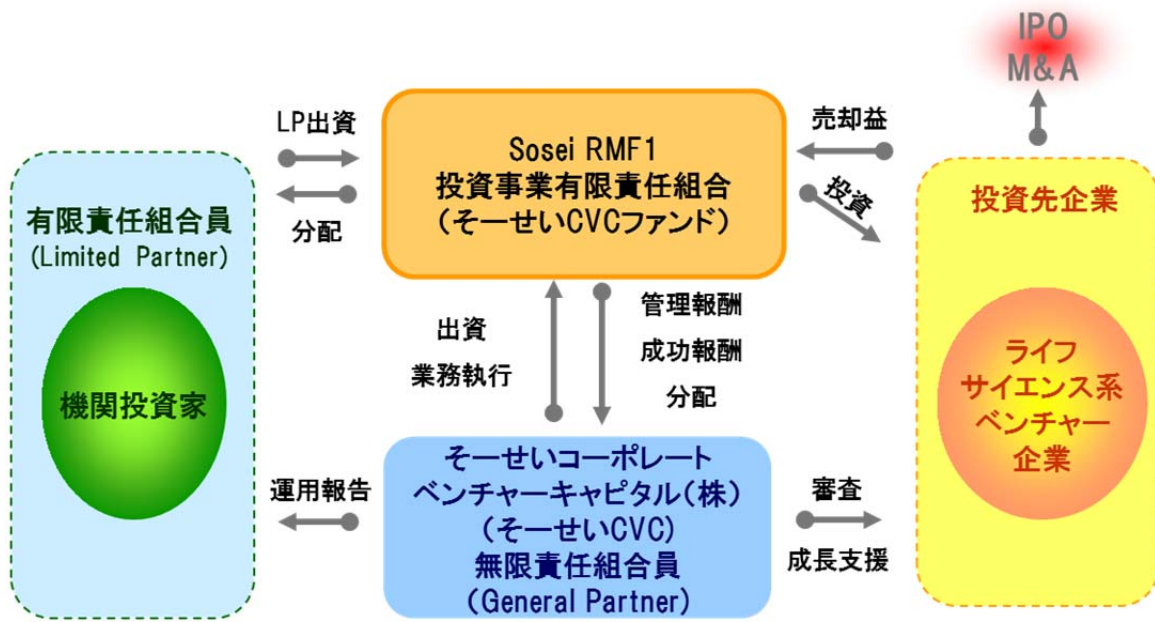 IPO
M&A
LP出資
分配
売却益
投資
Sosei RMF1
投資事業有限責任組合
(そーせいCVCファンド)
有限責任組合員
(Limited Partner)
機関投資家
投資先企業
ライフ
サイエンス系
ベンチャー
企業
出資
業務執行
管理報酬
成功報酬
分配
運用報告
そーせいコーポレート
ベンチャーキャピタル(株)
(そーせいCVC)
無限責任組合員
(General Partner)
審査
成長支援